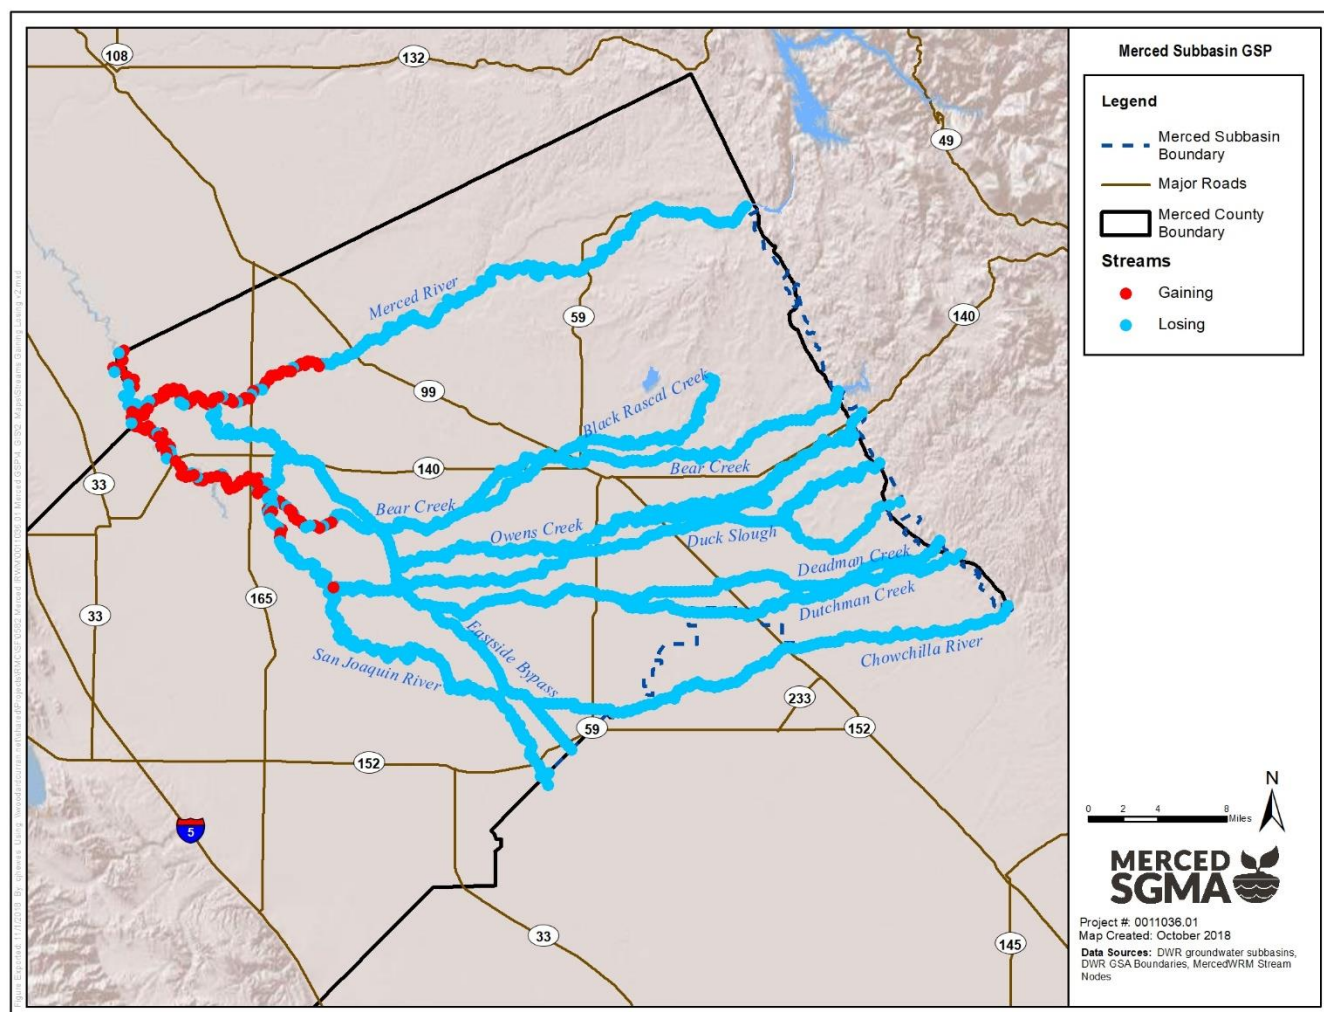 Merced Subbasin GSP
Legend
Merced Subbasin
Boundary
Major Roads
Merced County
Boundary
Streams
Gaining
Losing
108
132
49
Merced River
59
140
99
Black Rascal Creek
33
140
Bear Creek
Bear Creek
Owens Creek
Duck Slough
Deadman Creek
165
33
Dutchman Creek
Eastside Bypass
San Joaquin River
Chowchilla River
233
59
152
152
5
33
145
N
0 2 4 8
Miles
MERCED
SGMA
Project #: 0011036.01
Map Created: October 2018
Data Sources: DWR groundwater subbasins,
DWR GSA Boundaries, MercedWRM Stream
Nodes